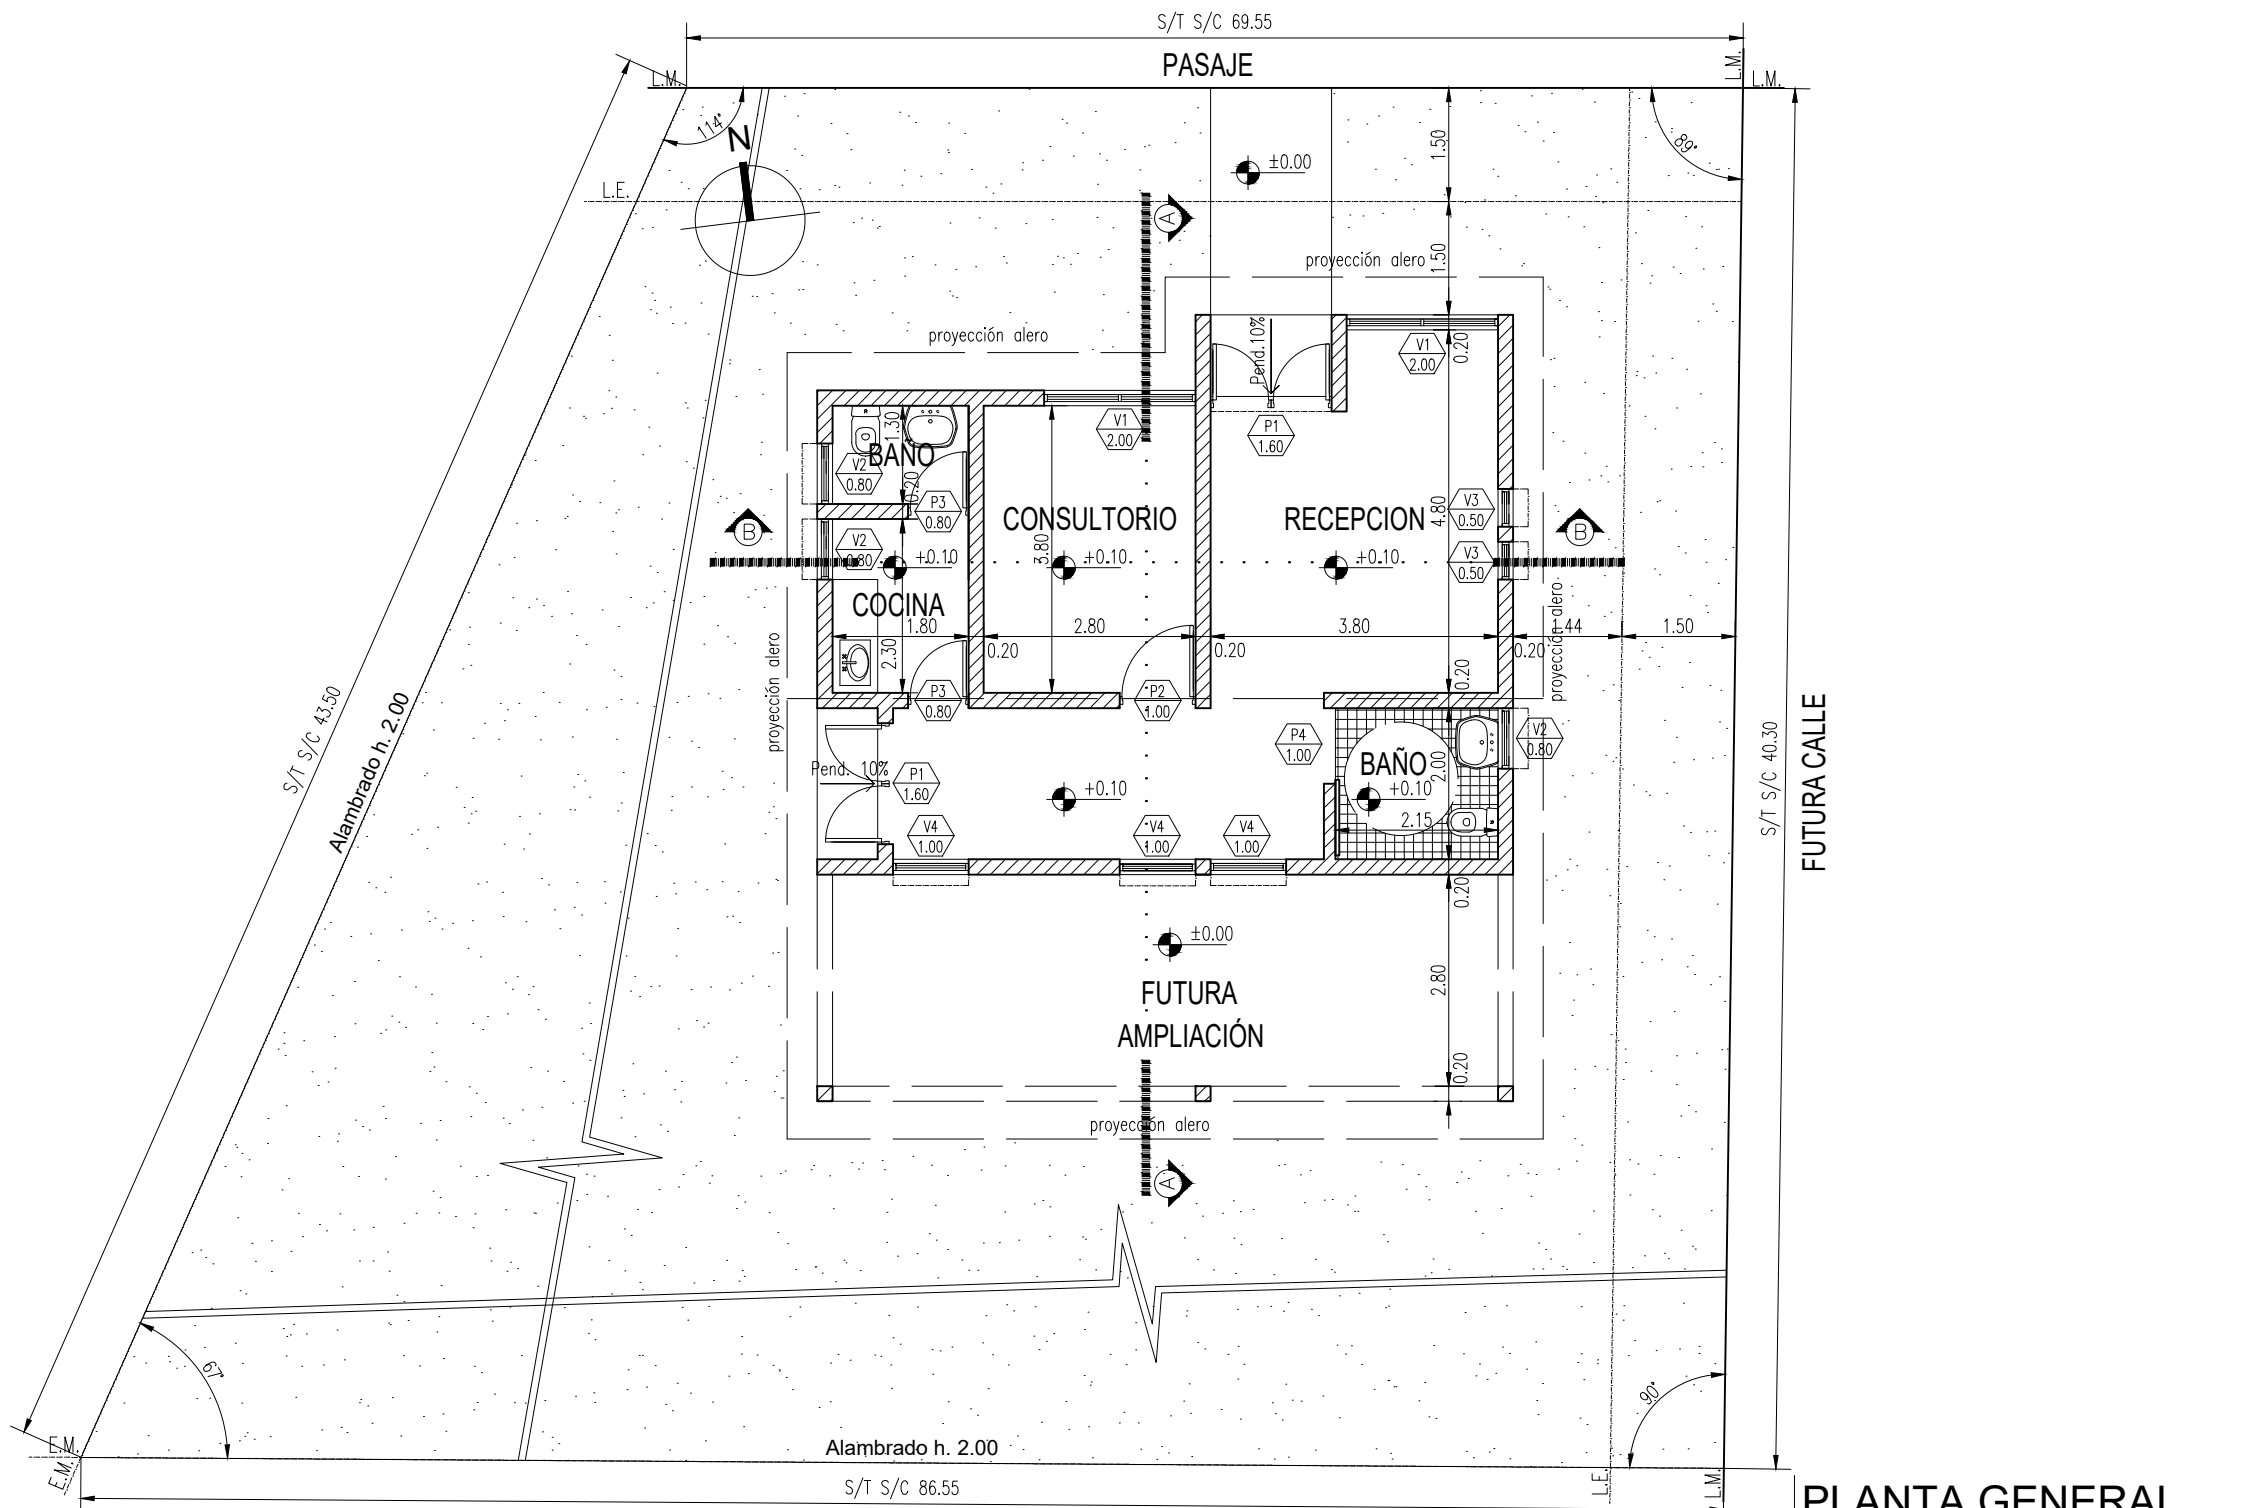 S/T S/C 69.55
PASAJE
L.M.
L.M.
L.M.
114°
N
89°
1.50
±0.00
L.E.
A
1.50
proyección alero
proyección alero
Pend.10%
V1
2.00
0.20
1.30
V1
2.00
P1
1.60
BAÑO
V2
0.80
0.20
P3
0.80
CONSULTORIO
RECEPCION
4.80
V3
0.50
B
B
V2
0.80
+0.10
3.80
+0.10
+0.10
V3
0.50
COCINA
1.80
2.80
3.80
1.44
1.50
proyección alero
proyección alero
2.30
0.20
0.20
0.20
0.20
P3
0.80
P2
1.00
S/T S/C 43.50
Alambrado h. 2.00
P4
1.00
BAÑO
2.00
V2
0.80
Pend. 10%
P1
1.60
+0.10
+0.10
2.15
V4
1.00
V4
1.00
V4
1.00
S/T S/C 40.30
FUTURA CALLE
0.20
±0.00
2.80
FUTURA
AMPLIACIÓN
0.20
proyección alero
A
67°
90°
E.M.
E.M.
Alambrado h. 2.00
S/T S/C 86.55
L.E.
L.M.
PLANTA GENERAL